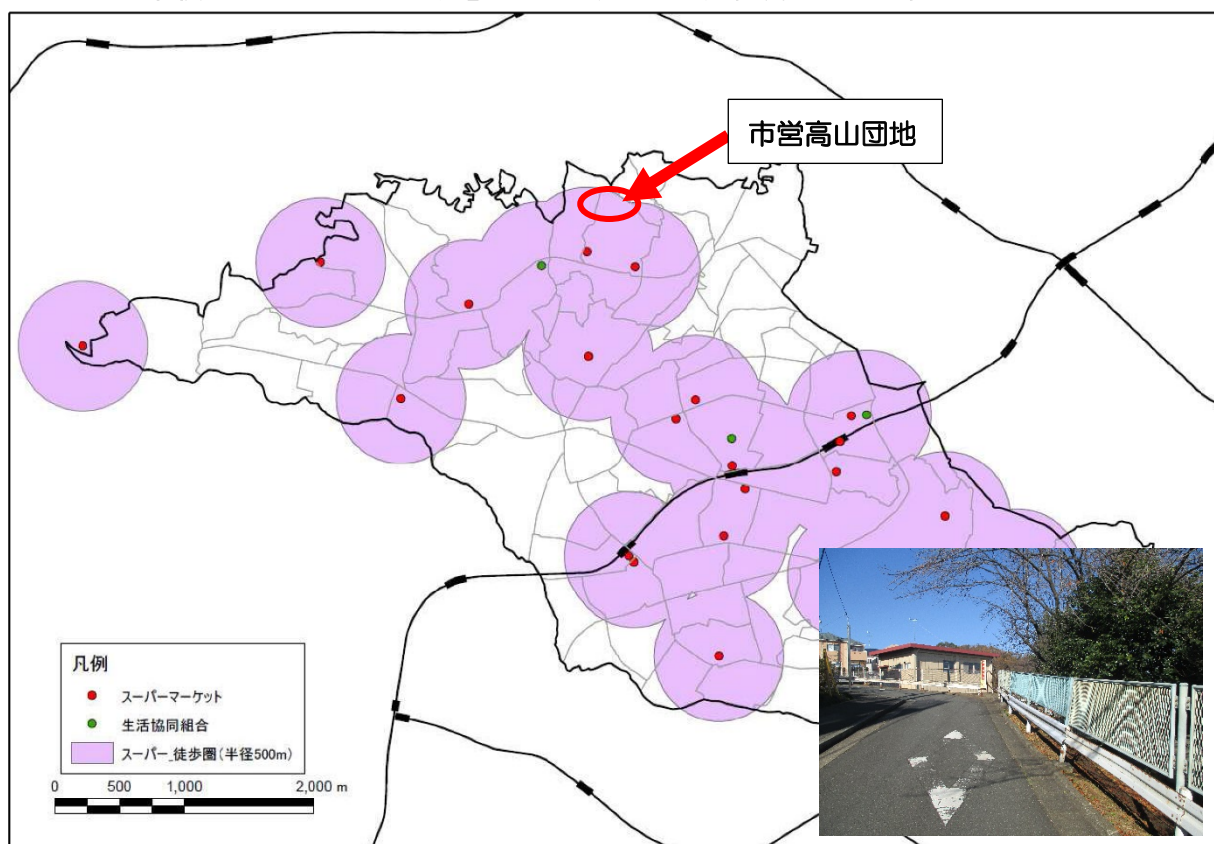 市営高山団地
凡例
スーパーマーケット
生活協同組合
スーパー_徒歩圏(半径500m)
0 500 1,000 2,000 m